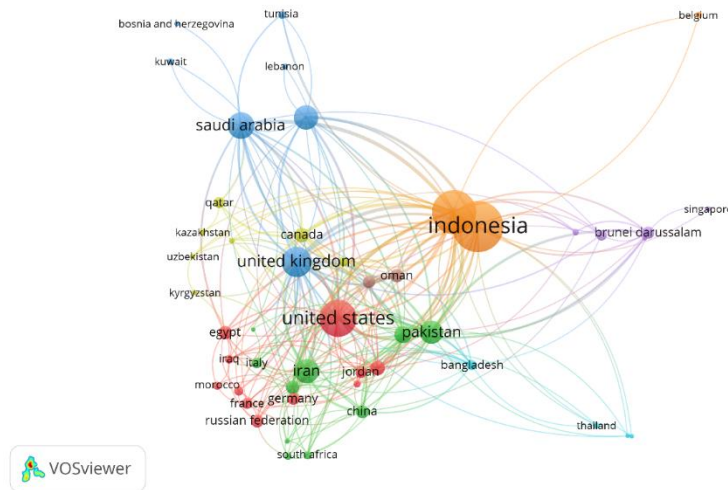 bosnia and herzegovina
tunisia
belgium
kuwait
lebanon
saudi arabia
qatar
singapore
kazakhstan
canada
indonesia
brunei darussalam
uzbekistan
united kingdom
oman
kyrgyzstan
united states
egypt
pakistan
iraq
italy
iran
jordan
bangladesh
morocco
france
germany
russian federation
china
thailand
south africa
VOSviewer